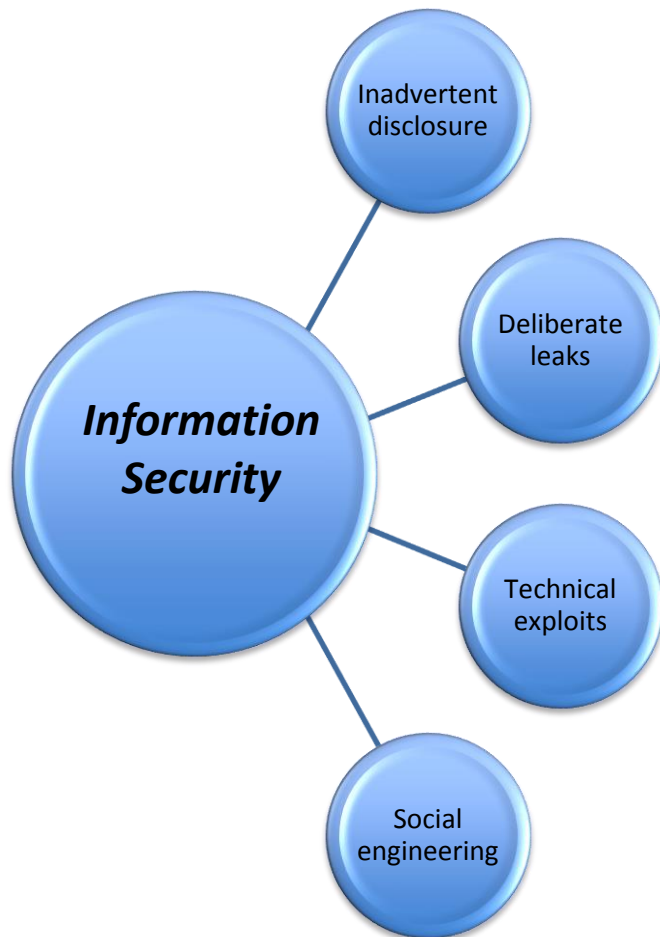 Inadvertent
disclosure
Deliberate
leaks
Information
Security
Technical
exploits
Social
engineering